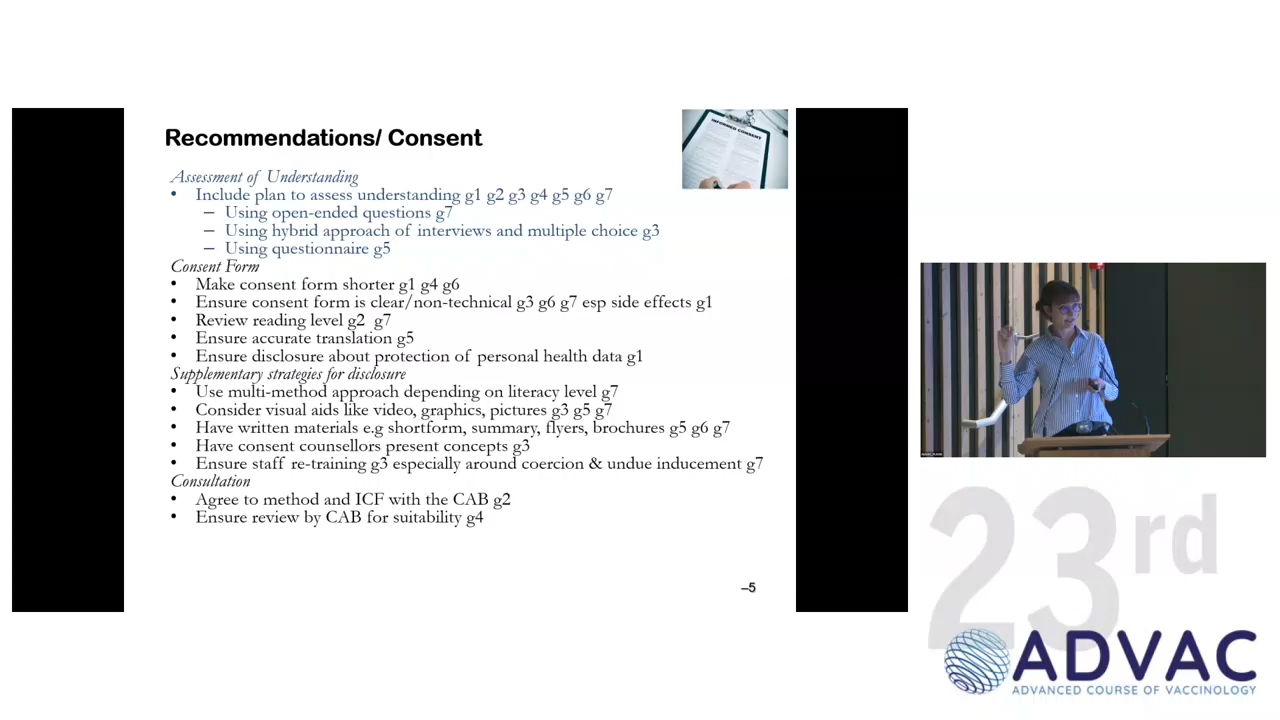 Recommendations/ Consent
INFORMED CONSENT
Assessment of Understanding
• Include plan to assess understanding g1 g2 g3 g4 g5 g6 g7
– Using open-ended questions g7
– Using hybrid approach of interviews and multiple choice g3
– Using questionnaire g5
Consent Form
• Make consent form shorter g1 g4 g6
• Ensure consent form is clear/non-technical g3 g6 g7 esp side effects g1
• Review reading level g2 g7
• Ensure accurate translation g5
• Ensure disclosure about protection of personal health data g1
Supplementary strategies for disclosure
• Use multi-method approach depending on literacy level g7
• Consider visual aids like video, graphics, pictures g3 g5 g7
• Have written materials e.g shortform, summary, flyers, brochures g5 g6 g7
• Have consent counsellors present concepts g3
• Ensure staff re-training g3 especially around coercion & undue inducement g7
Consultation
• Agree to method and ICF with the CAB g2
• Ensure review by CAB for suitability g4
–5
23rd
ADVAC
ADVANCED COURSE OF VACCINOLOGY